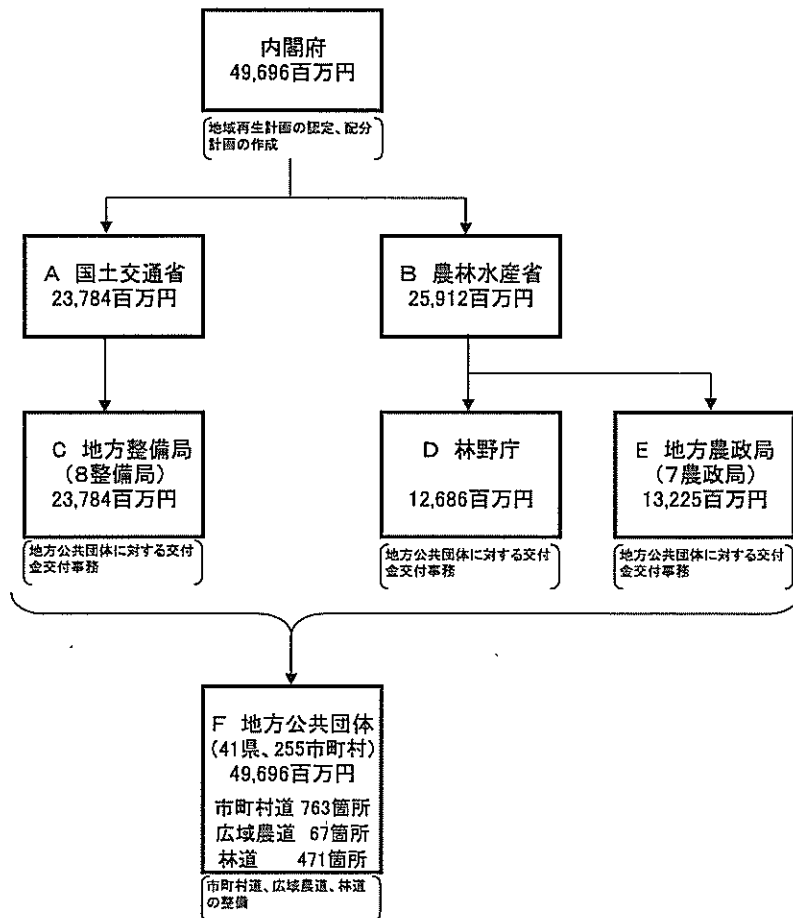 内閣府
49,696百万円
地域再生計画の認定、配分
計画の作成
A 国土交通省
23,784百万円
B 農林水産省
25,912百万円
C 地方整備局
(8整備局)
23,784百万円
D 林野庁
12,686百万円
E 地方農政局
(7農政局)
13,225百万円
地方公共団体に対する交付
金交付事務
地方公共団体に対する交付
金交付事務
地方公共団体に対する交付
金交付事務
F 地方公共団体
(41県、255市町村)
49,696百万円
市町村道 763箇所
広域農道 67箇所
林道 471箇所
市町村道、広域農道、林道
の整備